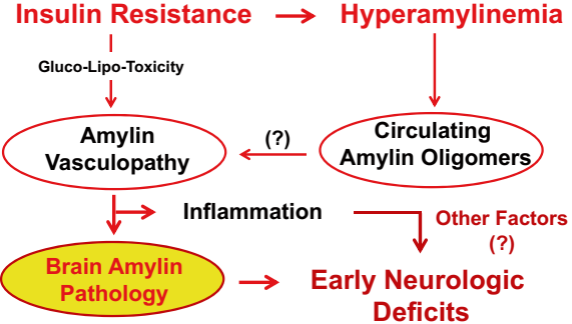 Insulin Resistance
Hyperamylinemia
Gluco-Lipo-Toxicity
Amylin
Vasculopathy
(?)
Circulating
Amylin Oligomers
Inflammation
Other Factors
(?)
Brain Amylin
Pathology
Early Neurologic
Deficits